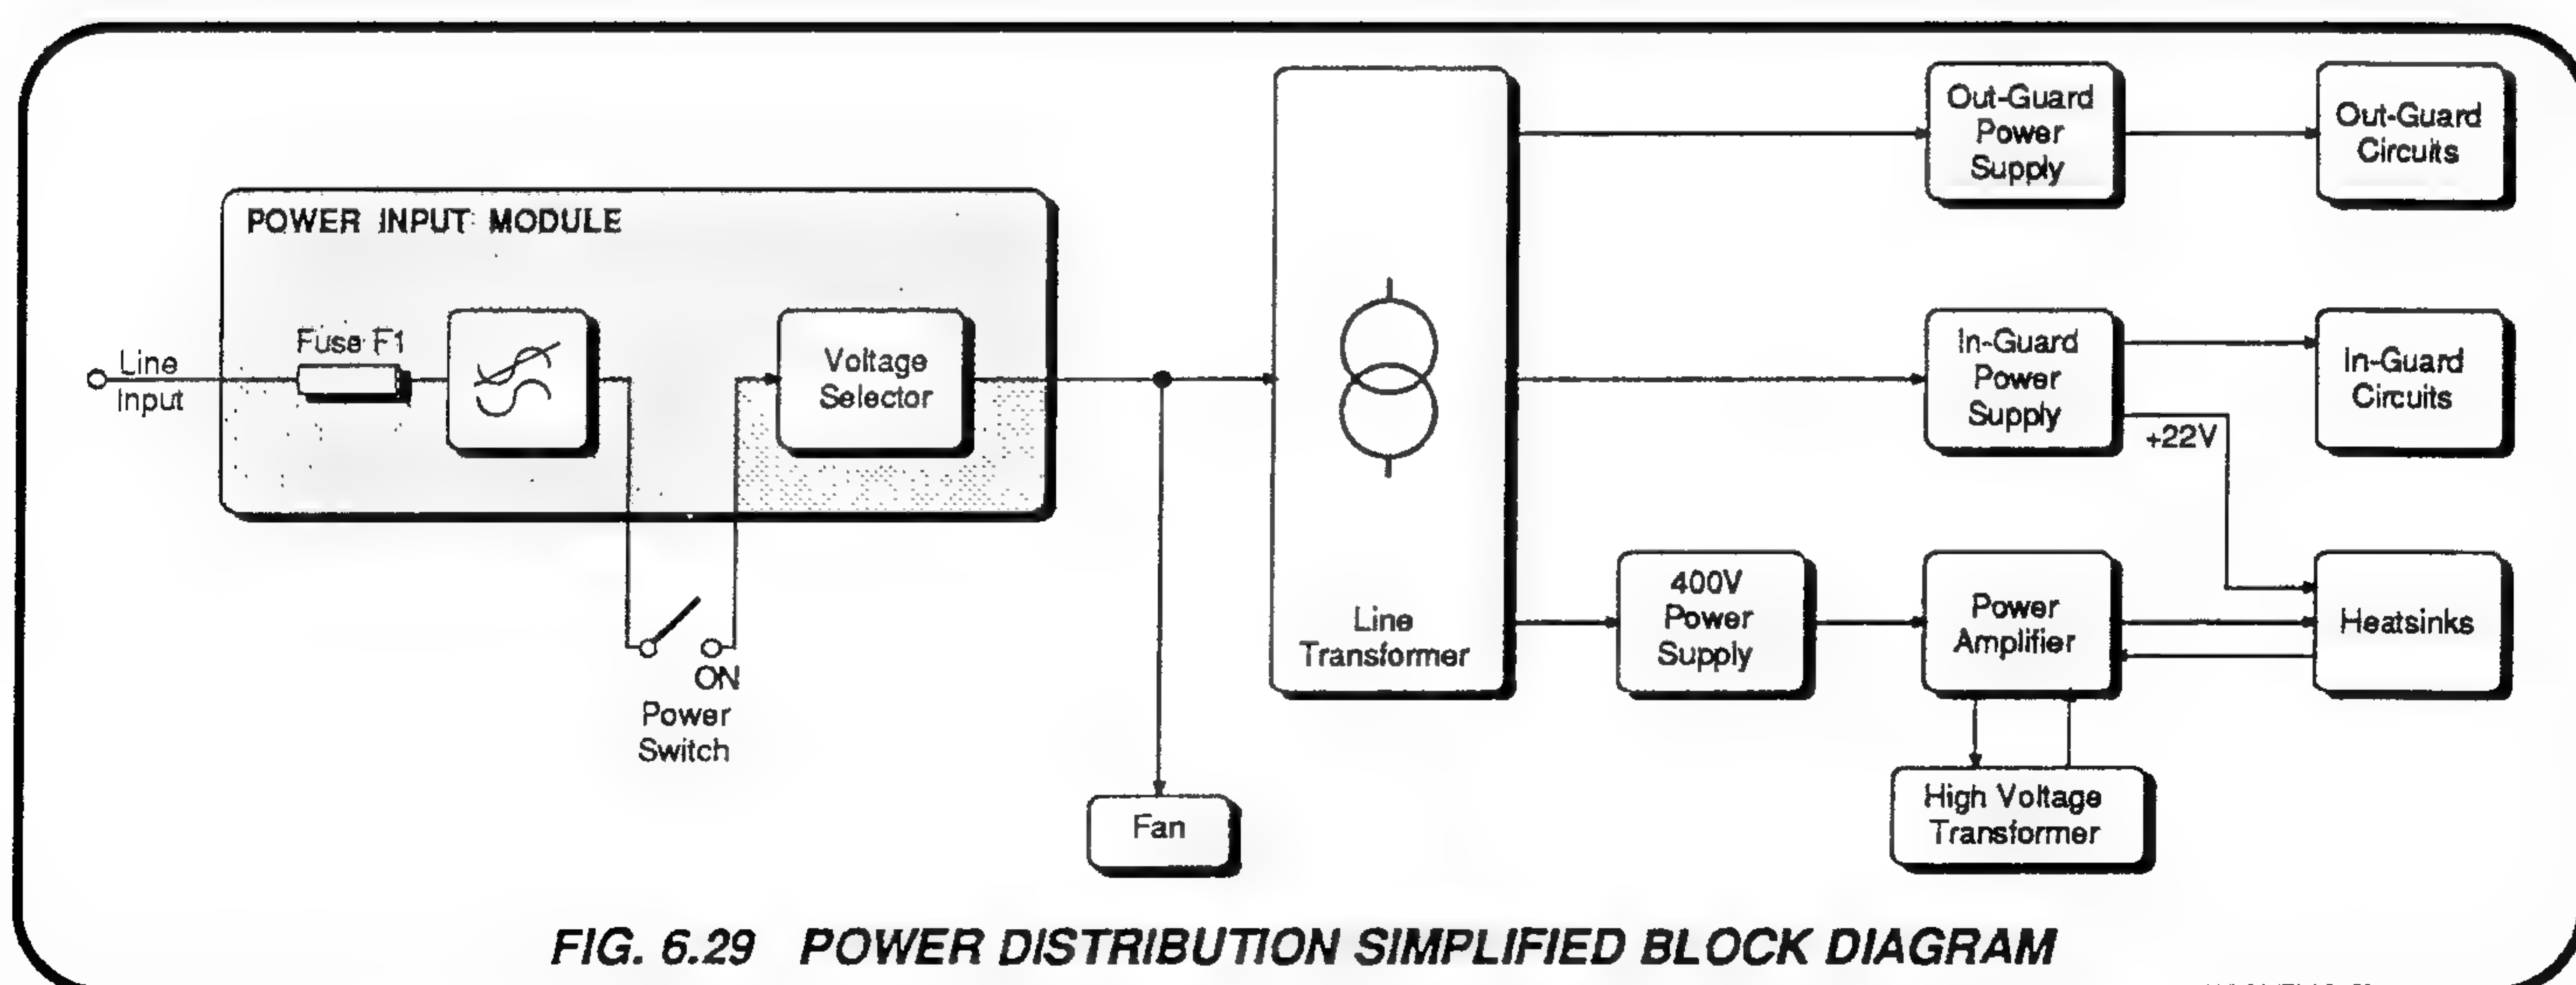 POWER INPUT MODULE
Line
Input
Fuse F1
Voltage
Selector
ON
Power
Switch
Fan
Line
Transformer
Out-Guard
Power
Supply
Out-Guard
Circuits
In-Guard
Power
Supply
+22V
In-Guard
Circuits
400V
Power
Supply
Power
Amplifier
Heatsinks
High Voltage
Transformer
FIG. 6.29 POWER DISTRIBUTION SIMPLIFIED BLOCK DIAGRAM